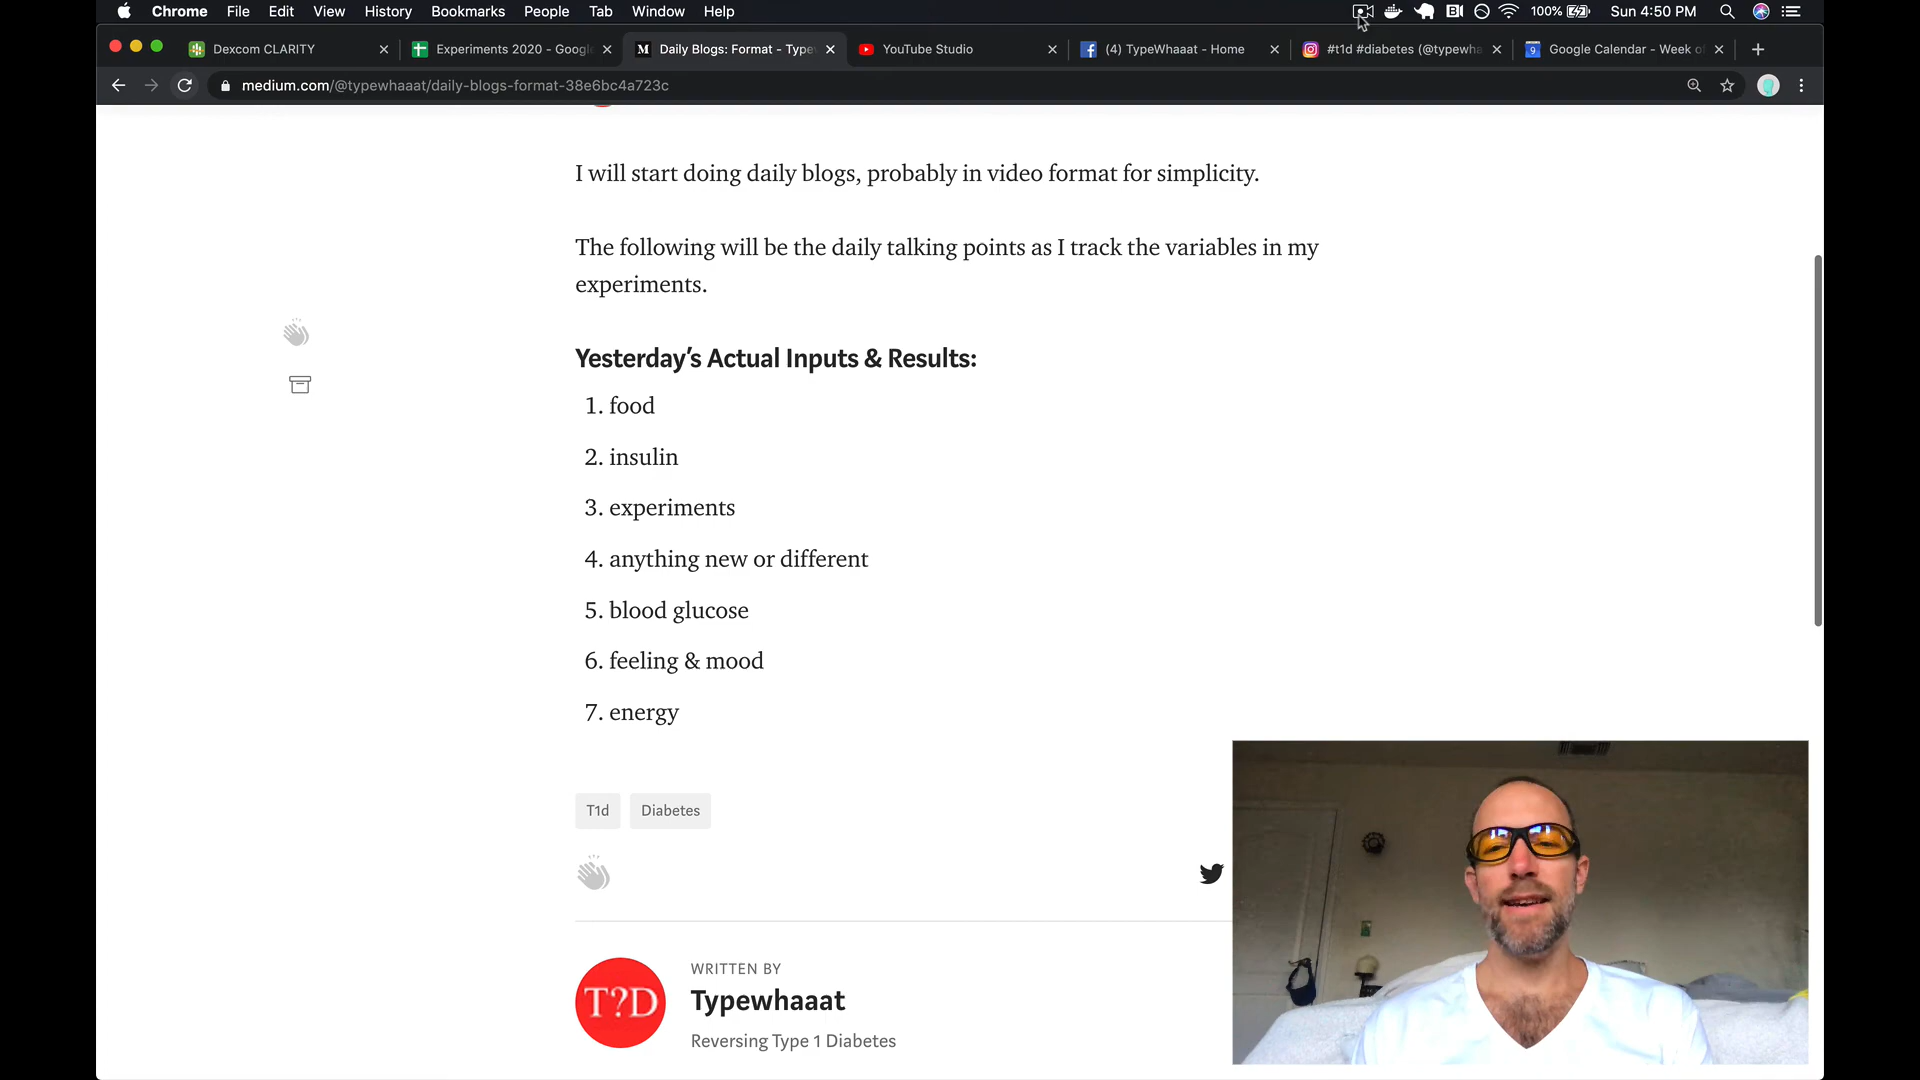 Chrome File Edit View History Bookmarks People Tab Window Help 100% Sun 4:50 PM
Dexcom CLARITY
Experiments 2020 - Google
Daily Blogs: Format - Type
YouTube Studio
(4) TypeWhaaat - Home
#t1d #diabetes (@typewha
Google Calendar - Week of
medium.com/@typewhaaat/daily-blogs-format-38e6bc4a723c
I will start doing daily blogs, probably in video format for simplicity.
The following will be the daily talking points as I track the variables in my
experiments.
Yesterday’s Actual Inputs & Results:
1. food
2. insulin
3. experiments
4. anything new or different
5. blood glucose
6. feeling & mood
7. energy
T1d Diabetes
T?D
WRITTEN BY
Typewhaaat
Reversing Type 1 Diabetes